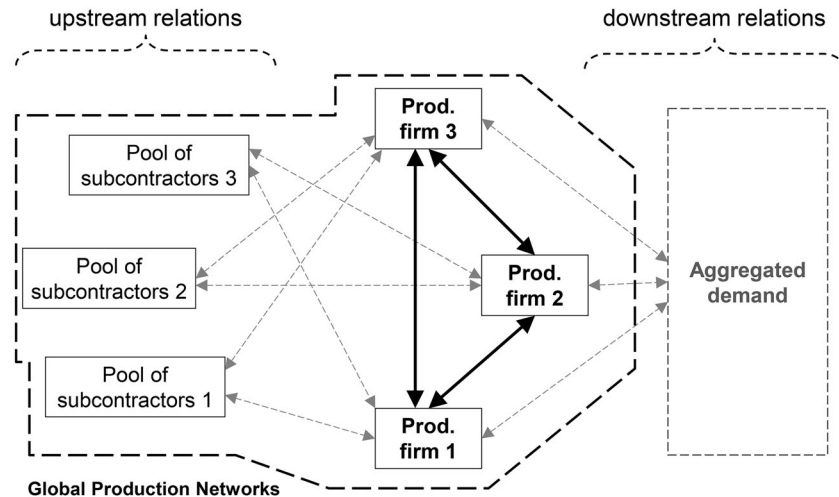 upstream relations
downstream relations
Prod.
firm 3
Pool of
subcontractors 3
Pool of
subcontractors 2
Prod.
firm 2
Aggregated
demand
Pool of
subcontractors 1
Prod.
firm 1
Global Production Networks